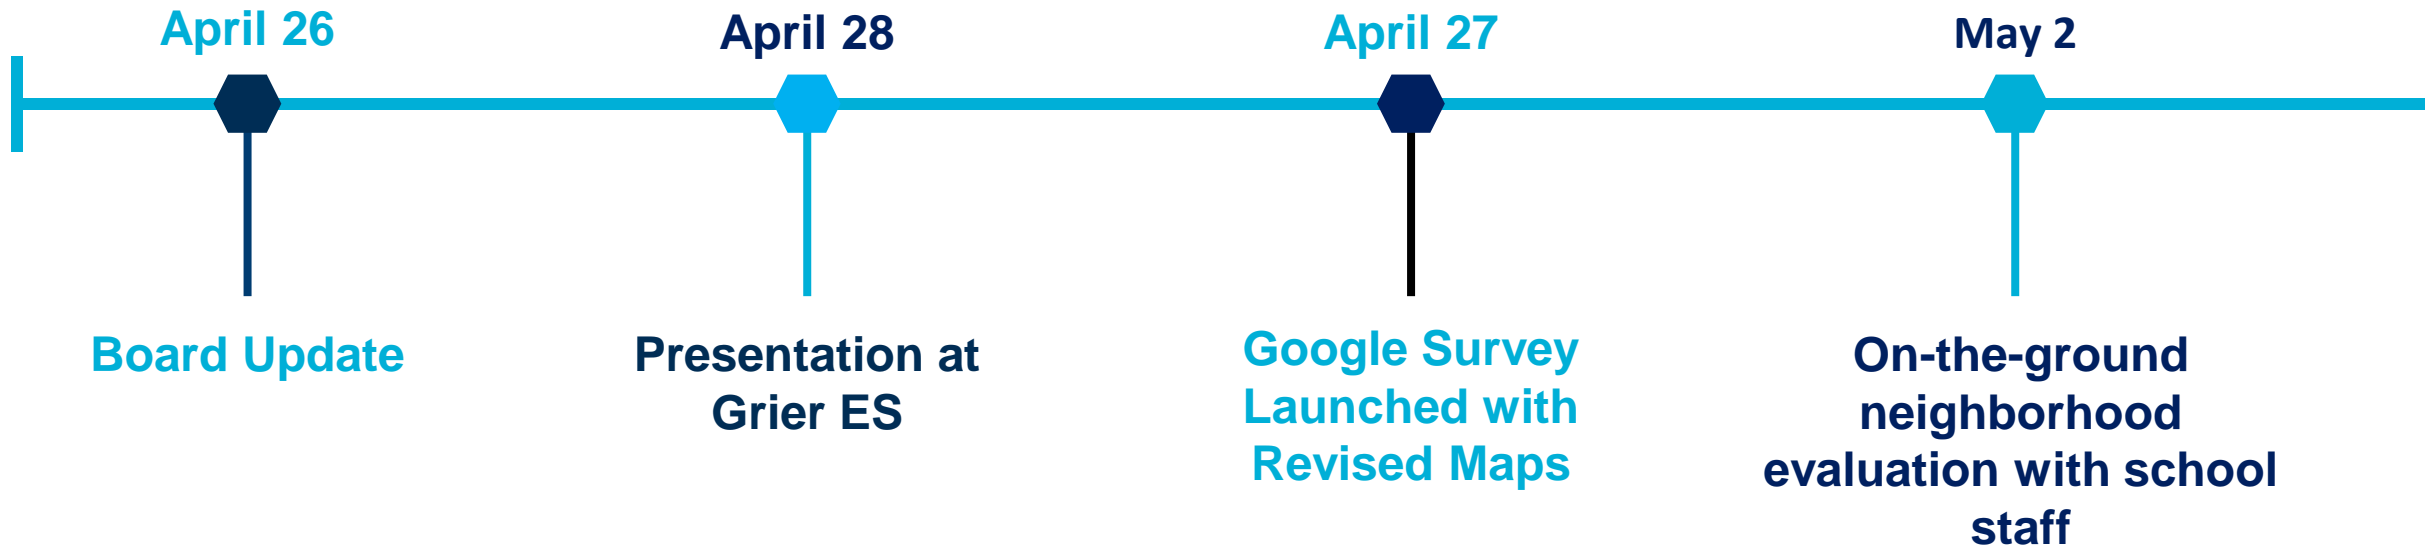 April 26
April 28
April 27
May 2
Board Update
Presentation at
Grier ES
Google Survey
Launched with
Revised Maps
On-the-ground
neighborhood
evaluation with school
staff